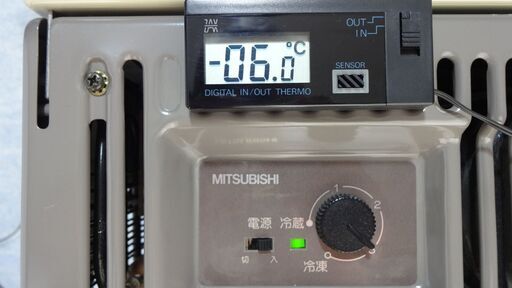 OUT
IN
-06.0°C
SENSOR
DIGITAL IN/OUT THERMO
MITSUBISHI
電源 冷蔵
切 入
冷凍
0 1 2 3